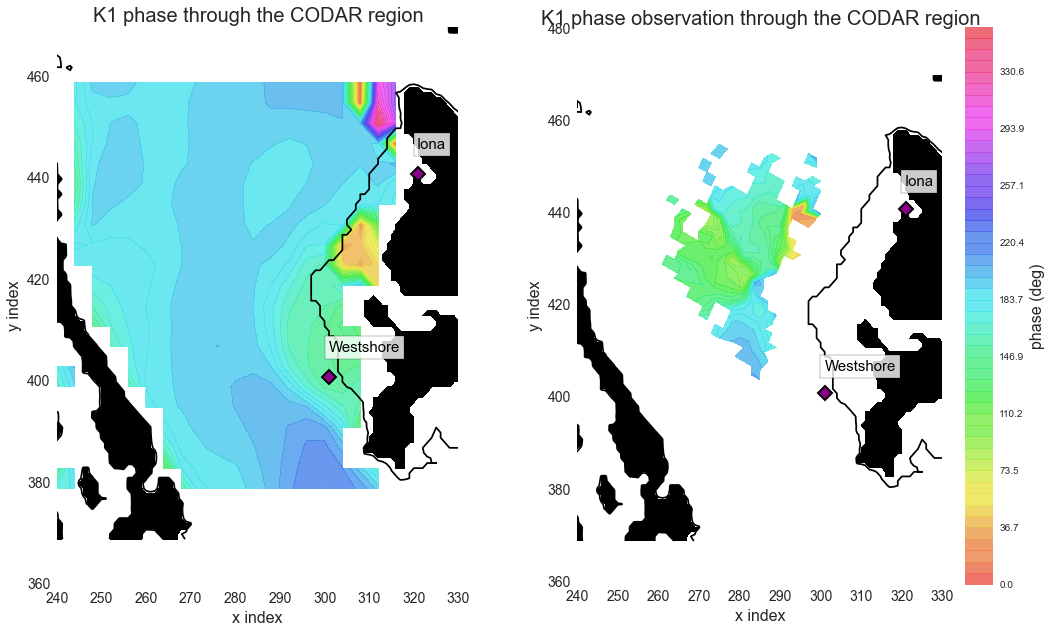 K1 phase through the CODAR region
K1 phase observation through the CODAR region
460
440
420
400
380
360
y index
240 250 260 270 280 290 300 310 320 330
x index
Iona
Westshore
480
460
440
420
400
380
360
y index
240 250 260 270 280 290 300 310 320 330
x index
Iona
Westshore
330.6
293.9
257.1
220.4
183.7
146.9
110.2
73.5
36.7
0.0
phase (deg)